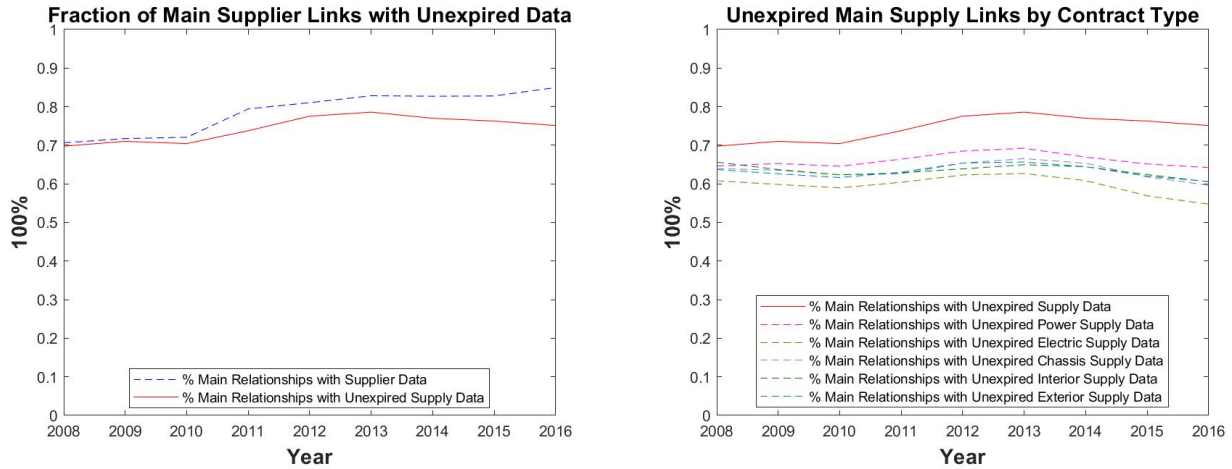 Fraction of Main Supplier Links with Unexpired Data
1
0.9
0.8
0.7
0.6
0.5
0.4
0.3
0.2
0.1
0
100%
% Main Relationships with Supplier Data
% Main Relationships with Unexpired Supply Data
2008 2009 2010 2011 2012 2013 2014 2015 2016
Year
Unexpired Main Supply Links by Contract Type
1
0.9
0.8
0.7
0.6
0.5
0.4
0.3
0.2
0.1
0
100%
% Main Relationships with Unexpired Supply Data
% Main Relationships with Unexpired Power Supply Data
% Main Relationships with Unexpired Electric Supply Data
% Main Relationships with Unexpired Chassis Supply Data
% Main Relationships with Unexpired Interior Supply Data
% Main Relationships with Unexpired Exterior Supply Data
2008 2009 2010 2011 2012 2013 2014 2015 2016
Year